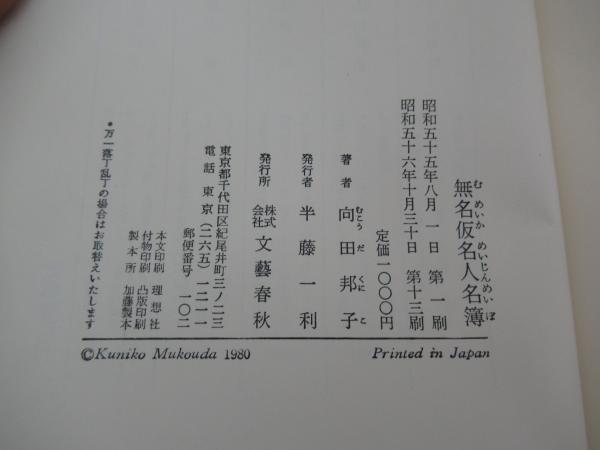 無名仮名人名簿
むめいかめいじんめいぼ
昭和五十五年八月一日 第一刷
昭和五十六年十月三十日 第十三刷
定価一〇〇〇円
著者 向田邦子
むこうだくにこ
発行者 半藤一利
発行所 株式会社 文藝春秋
東京都千代田区紀尾井町三ノ二三
電話 東京(二六五)一二一一
郵便番号 一〇二
本文印刷 理想社
付物印刷 凸版印刷
製本所 加藤製本
●万一落丁乱丁の場合はお取替えいたします
©Kuniko Mukouda 1980
Printed in Japan